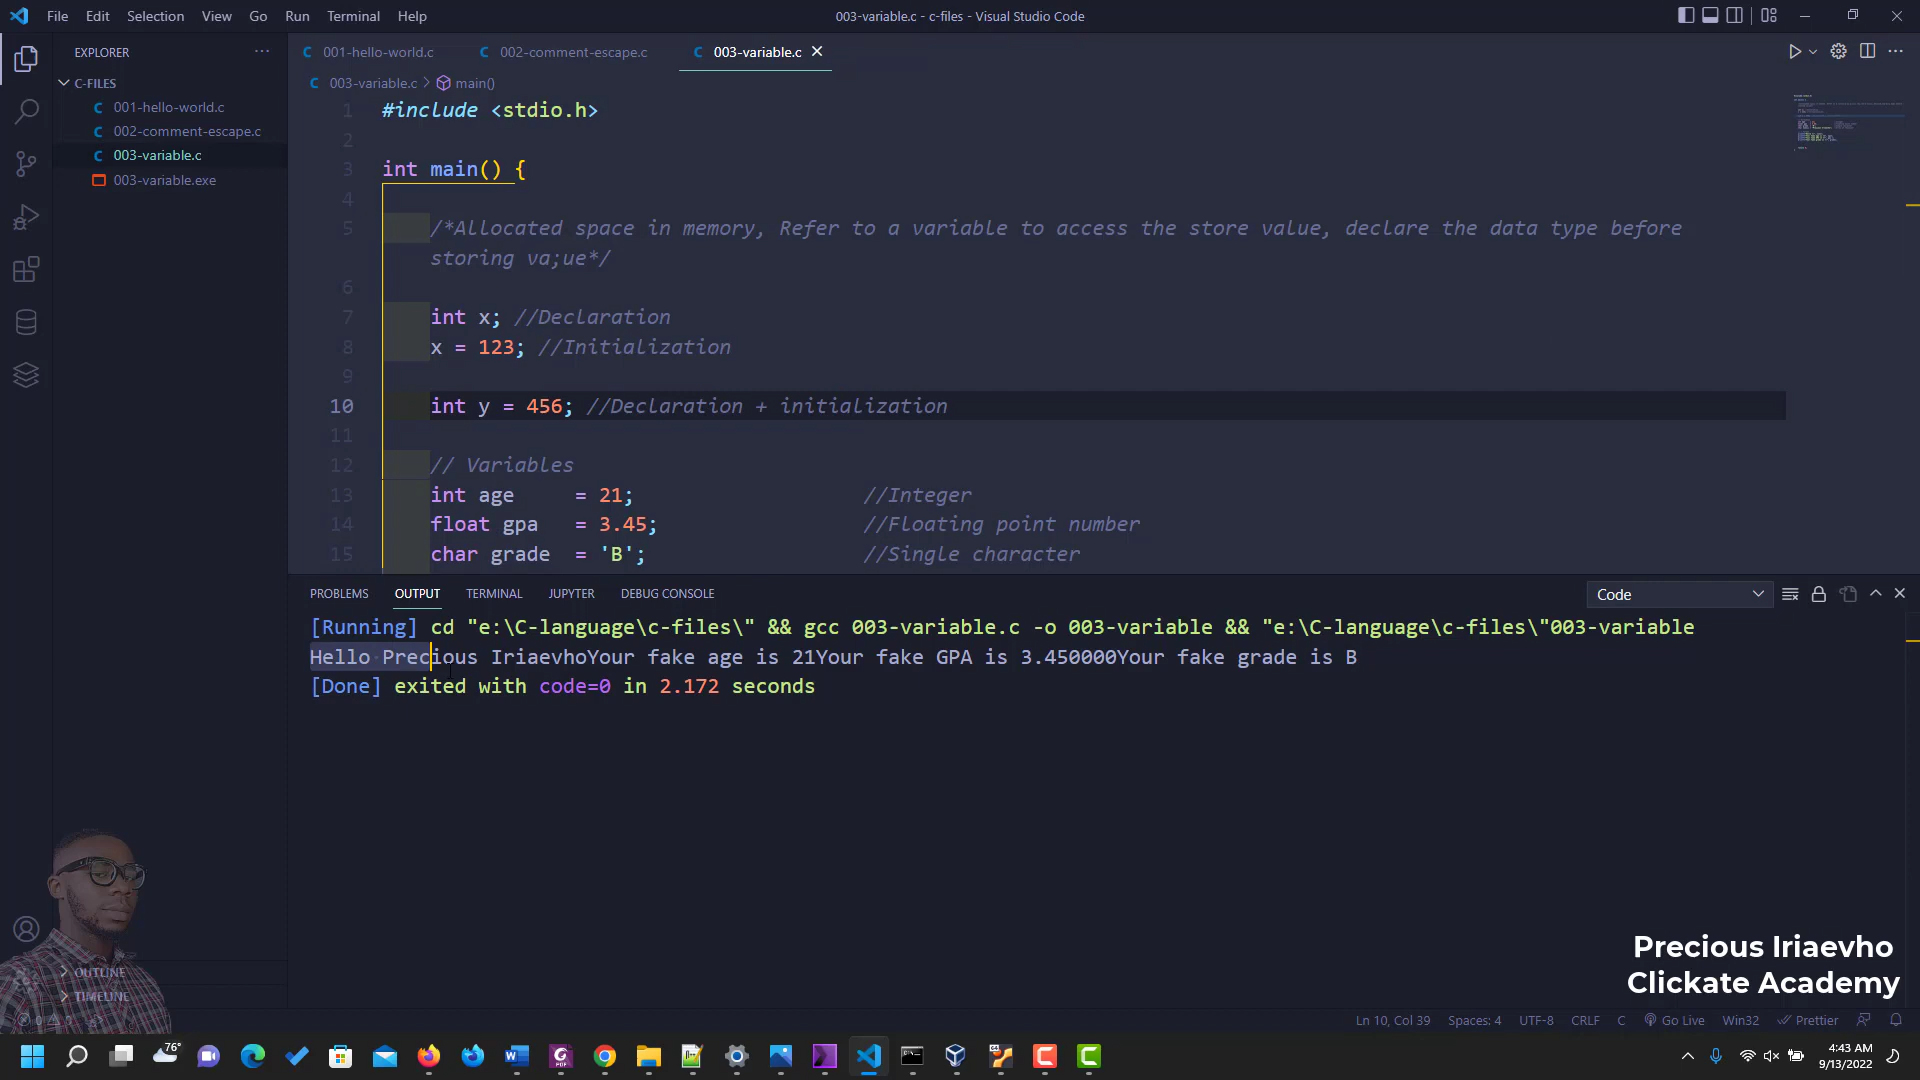 File Edit Selection View Go Run Terminal Help
003-variable.c - c-files - Visual Studio Code
EXPLORER
C-FILES
001-hello-world.c
002-comment-escape.c
003-variable.c
003-variable.exe
OUTLINE
TIMELINE
001-hello-world.c 002-comment-escape.c 003-variable.c
003-variable.c > main()
1 #include <stdio.h>
2
3 int main() {
4
5 /*Allocated space in memory, Refer to a variable to access the store value, declare the data type before
storing va;ue*/
6
7 int x; //Declaration
8 x = 123; //Initialization
9
10 int y = 456; //Declaration + initialization
11
12 // Variables
13 int age = 21; //Integer
14 float gpa = 3.45; //Floating point number
15 char grade = 'B'; //Single character
PROBLEMS OUTPUT TERMINAL JUPYTER DEBUG CONSOLE
Code
[Running] cd "e:\C-language\c-files\" && gcc 003-variable.c -o 003-variable && "e:\C-language\c-files\"003-variable
Hello Precious IriaevhoYour fake age is 21Your fake GPA is 3.450000Your fake grade is B
[Done] exited with code=0 in 2.172 seconds
Precious Iriaevho
Clickate Academy
Ln 10, Col 39 Spaces: 4 UTF-8 CRLF C Go Live Win32 Prettier
76°
4:43 AM
9/13/2022